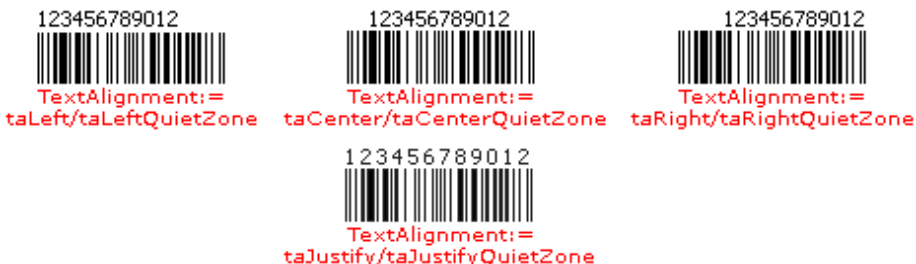 123456789012
TextAlignment:=
taLeft/taLeftQuietZone
123456789012
TextAlignment:=
taCenter/taCenterQuietZone
123456789012
TextAlignment:=
taRight/taRightQuietZone
123456789012
TextAlignment:=
taJustify/taJustifyQuietZone